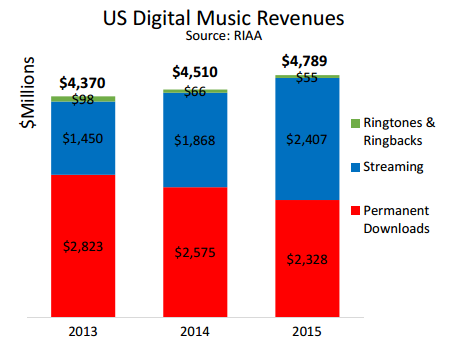 US Digital Music Revenues
Source: RIAA
$Millions
$4,370
$4,510
$4,789
$98
$66
$55
$1,450
$1,868
$2,407
$2,823
$2,575
$2,328
Ringtones &
Ringbacks
Streaming
Permanent
Downloads
2013
2014
2015